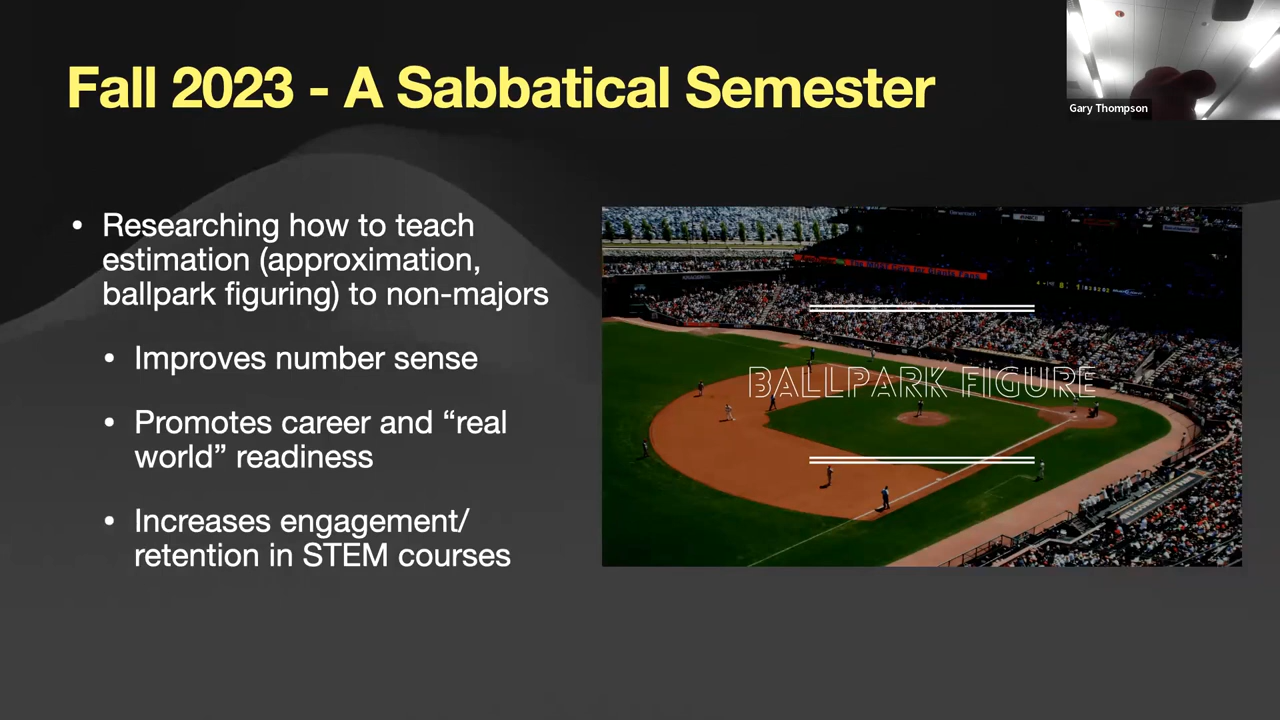 Fall 2023 - A Sabbatical Semester
Gary Thompson
• Researching how to teach
estimation (approximation,
ballpark figuring) to non-majors
• Improves number sense
• Promotes career and “real
world” readiness
• Increases engagement/
retention in STEM courses
BALLPARK FIGURE